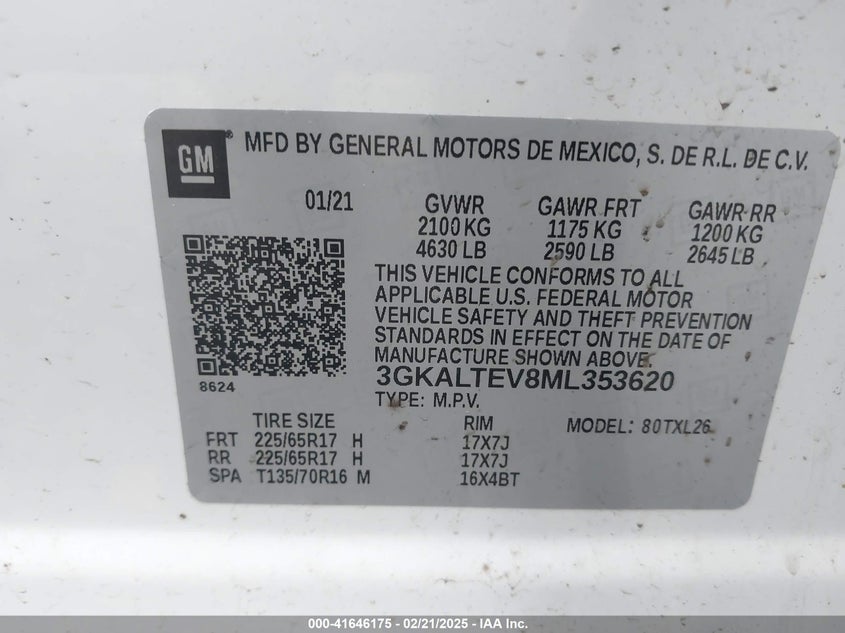 GM ® MFD BY GENERAL MOTORS DE MEXICO, S. DE R.L. DE C.V.
01/21 GVWR GAWR FRT GAWR RR
2100 KG 1175 KG 1200 KG
4630 LB 2590 LB 2645 LB
THIS VEHICLE CONFORMS TO ALL
APPLICABLE U.S. FEDERAL MOTOR
VEHICLE SAFETY AND THEFT PREVENTION
STANDARDS IN EFFECT ON THE DATE OF
MANUFACTURE SHOWN ABOVE.
8624
3GKALTEV8ML353620
TYPE: M.P.V.
TIRE SIZE RIM MODEL: 80TXL26
FRT 225/65R17 H 17X7J
RR 225/65R17 H 17X7J
SPA T135/70R16 M 16X4BT
000-41646175 - 02/21/2025 - IAA Inc.